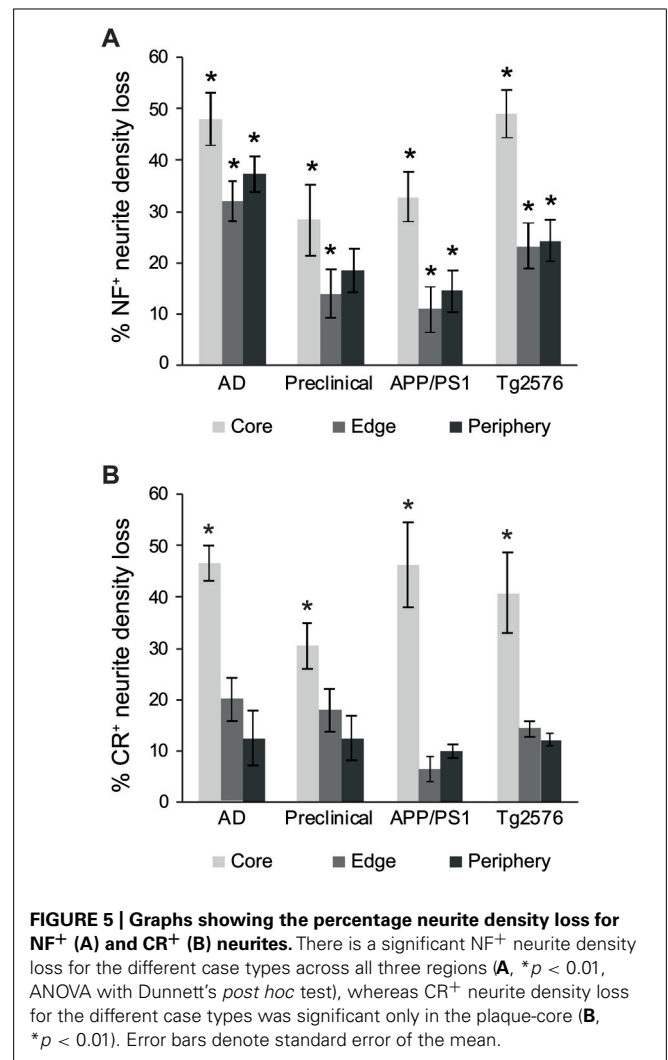 A
60
50
40
30
20
10
0
% NF+ neurite density loss
* * * * * * * * * * *
AD Preclinical APP/PS1 Tg2576
Core Edge Periphery
B
60
50
40
30
20
10
0
% CR+ neurite density loss
* * * *
AD Preclinical APP/PS1 Tg2576
Core Edge Periphery
FIGURE 5 | Graphs showing the percentage neurite density loss for
NF+ (A) and CR+ (B) neurites. There is a significant NF+ neurite density
loss for the different case types across all three regions (A, *p < 0.01,
ANOVA with Dunnett's post hoc test), whereas CR+ neurite density loss
for the different case types was significant only in the plaque-core (B,
*p < 0.01). Error bars denote standard error of the mean.